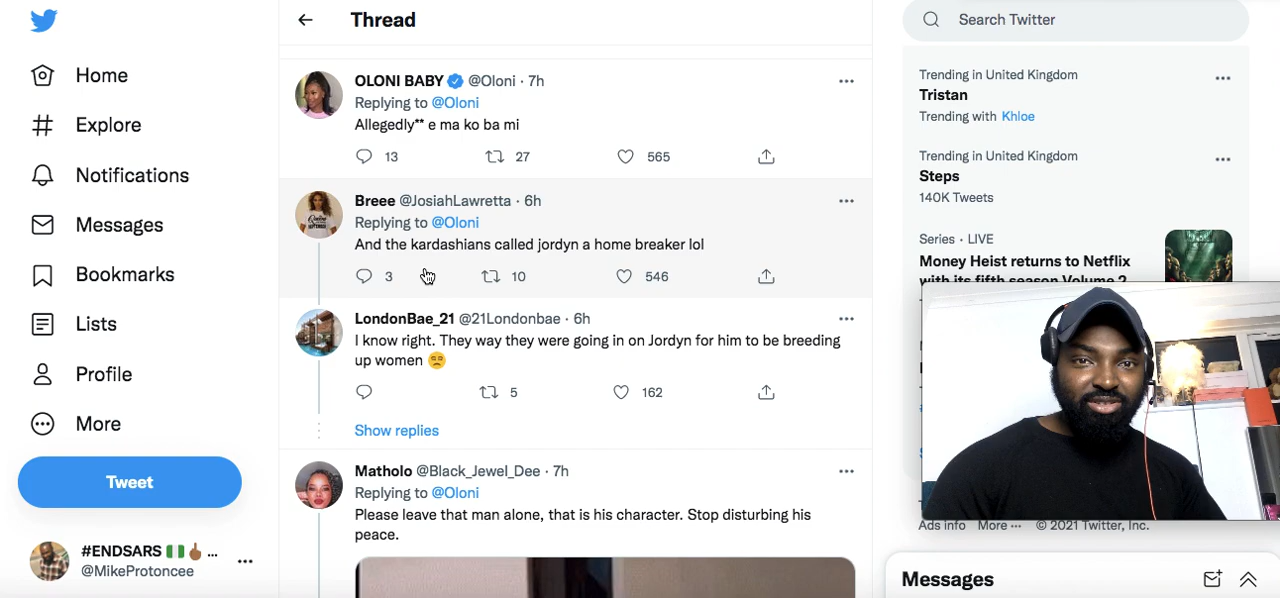 Home
Explore
Notifications
Messages
Bookmarks
Lists
Profile
More
Tweet
#ENDSARS 🇳🇬👆🏾 ...
@MikeProtoncee
Thread
OLONI BABY @Oloni · 7h
Replying to @Oloni
Allegedly** e ma ko ba mi
13 27 565
Breee @JosiahLawretta · 6h
Replying to @Oloni
And the kardashians called jordyn a home breaker lol
3 10 546
LondonBae_21 @21Londonbae · 6h
I know right. They way they were going in on Jordyn for him to be breeding
up women 😒
5 162
Show replies
Matholo @Black_Jewel_Dee · 7h
Replying to @Oloni
Please leave that man alone, that is his character. Stop disturbing his
peace.
Search Twitter
Trending in United Kingdom
Tristan
Trending with Khloe
Trending in United Kingdom
Steps
140K Tweets
Series · LIVE
Money Heist returns to Netflix
with its fifth season Volume 2
Ads info More ··· © 2021 Twitter, Inc.
Messages